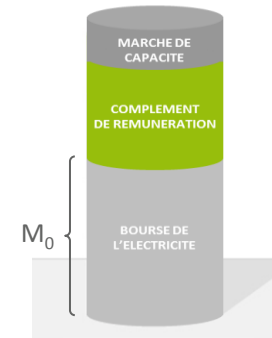 MARCHE DE
CAPACITE
COMPLEMENT
DE REMUNERATION
M0
BOURSE DE
L'ELECTRICITE